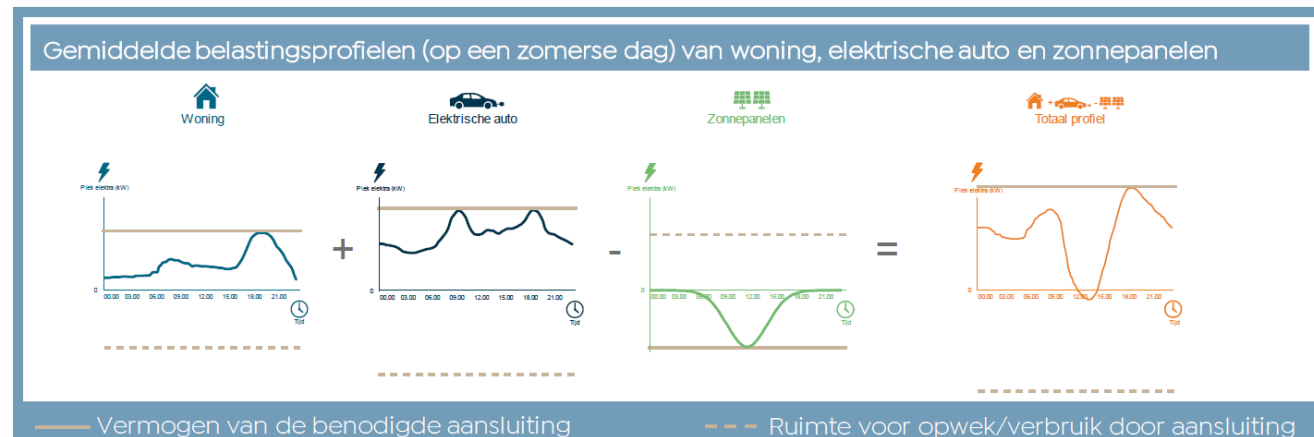 Gemiddelde belastingsprofielen (op een zomerse dag) van woning, elektrische auto en zonnepanelen
Woning
Elektrische auto
Zonnepanelen
+ -
Totaal profiel
Piek elektra (kW)
0
00.00 03.00 06.00 09.00 12.00 15.00 18.00 21.00
Tijd
+
Piek elektra (kW)
0
00.00 03.00 06.00 09.00 12.00 15.00 18.00 21.00
Tijd
-
Piek elektra (kW)
0
00.00 03.00 06.00 09.00 12.00 15.00 18.00 21.00
Tijd
=
Piek elektra (kW)
0
00.00 03.00 06.00 09.00 12.00 15.00 18.00 21.00
Tijd
Vermogen van de benodigde aansluiting
Ruimte voor opwek/verbruik door aansluiting